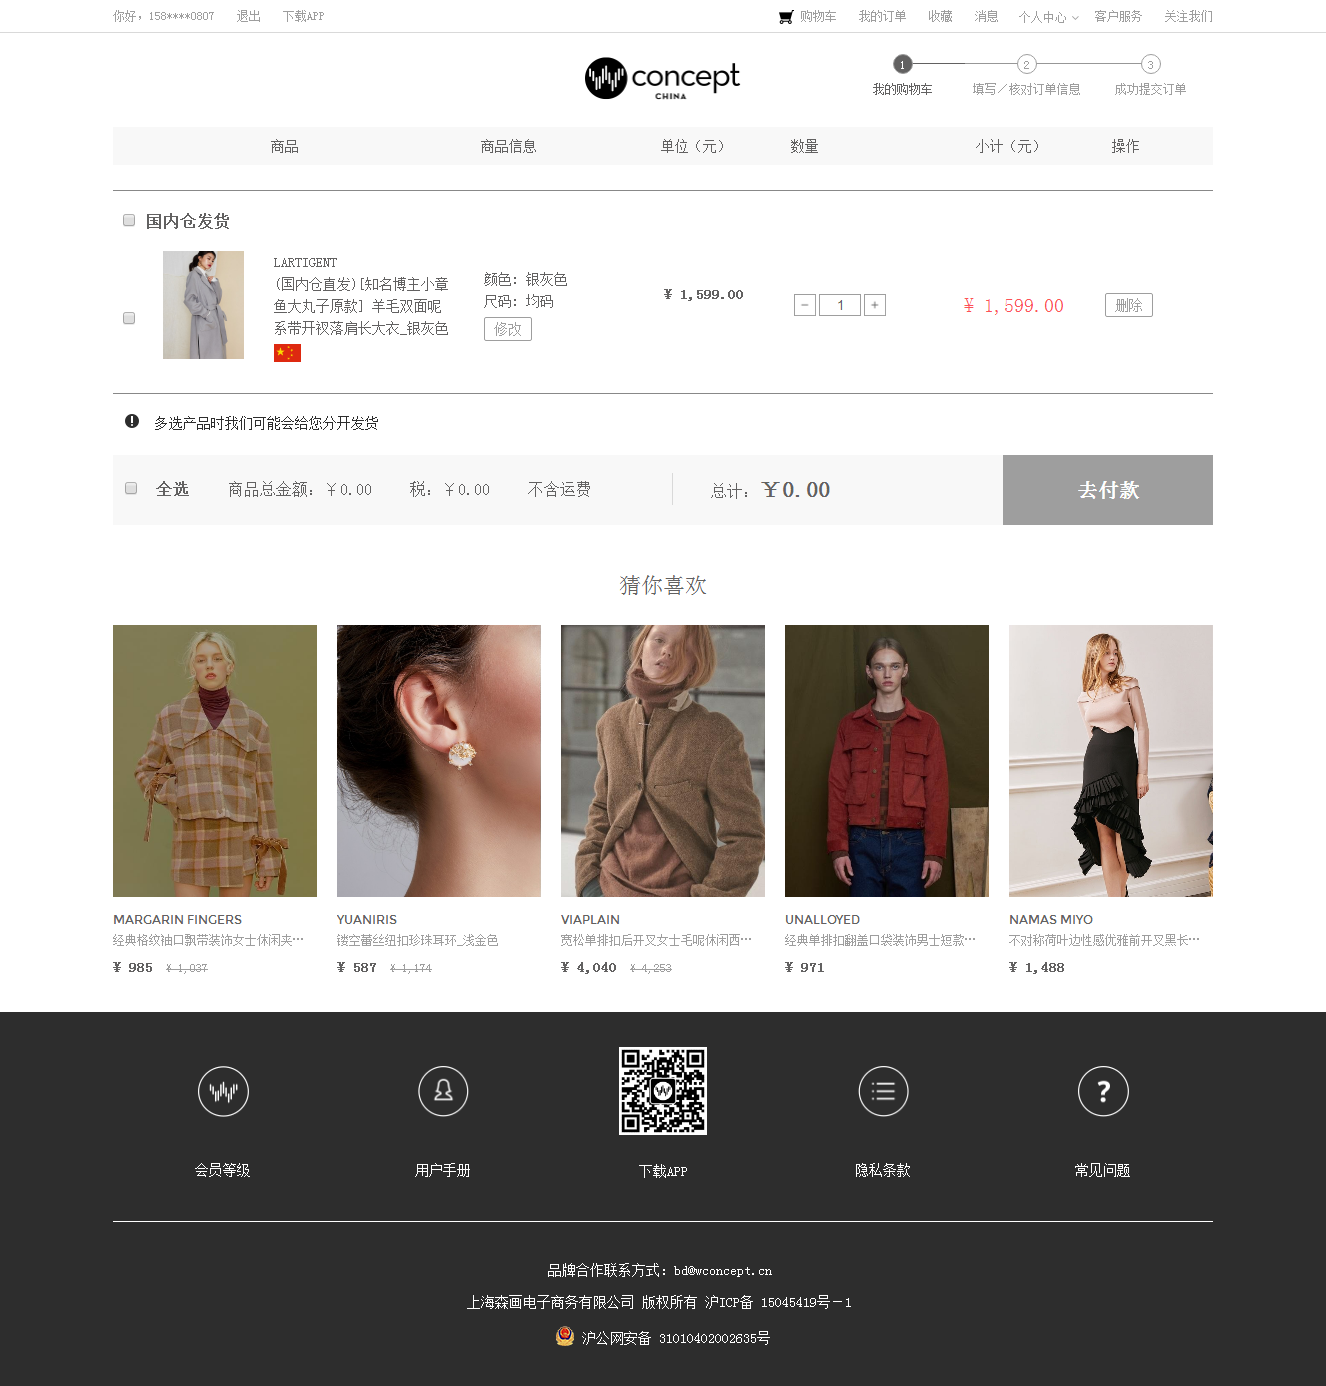 你好，158****0807 退出 下载APP 购物车 我的订单 收藏 消息 个人中心 客户服务 关注我们
concept
CHINA
1 2 3
我的购物车 填写／核对订单信息 成功提交订单
商品 商品信息 单位（元） 数量 小计（元） 操作
国内仓发货
LARTIGENT
(国内仓直发)[知名博主小章
鱼大丸子原款] 羊毛双面呢
系带开衩落肩长大衣_银灰色
颜色: 银灰色
尺码: 均码
修改
¥ 1,599.00
− 1 +
¥ 1,599.00
删除
多选产品时我们可能会给您分开发货
全选 商品总金额: ￥0.00 税: ￥0.00 不含运费 总计: ￥0.00 去付款
猜你喜欢
MARGARIN FINGERS
经典格纹袖口飘带装饰女士休闲夹…
¥ 985 ¥ 1,037
YUANIRIS
镂空蕾丝纽扣珍珠耳环_浅金色
¥ 587 ¥ 1,174
VIAPLAIN
宽松单排扣后开叉女士毛呢休闲西…
¥ 4,040 ¥ 4,253
UNALLOYED
经典单排扣翻盖口袋装饰男士短款…
¥ 971
NAMAS MIYO
不对称荷叶边性感优雅前开叉黑长…
¥ 1,488
会员等级 用户手册 下载APP 隐私条款 常见问题
品牌合作联系方式: bd@wconcept.cn
上海森画电子商务有限公司 版权所有 沪ICP备 15045419号－1
沪公网安备 31010402002635号